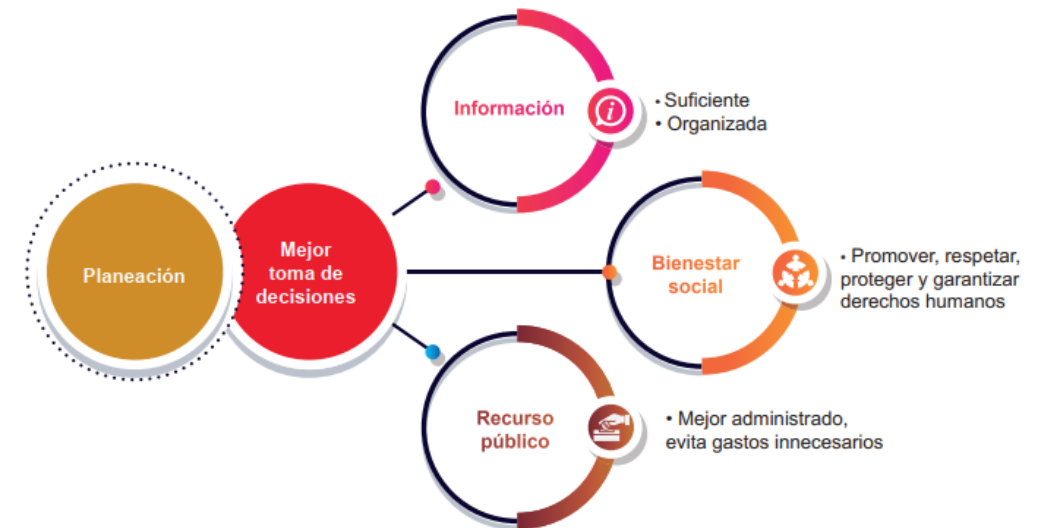 Planeación
Mejor
toma de
decisiones
Información
• Suficiente
• Organizada
Bienestar
social
• Promover, respetar,
proteger y garantizar
derechos humanos
Recurso
público
• Mejor administrado,
evita gastos innecesarios